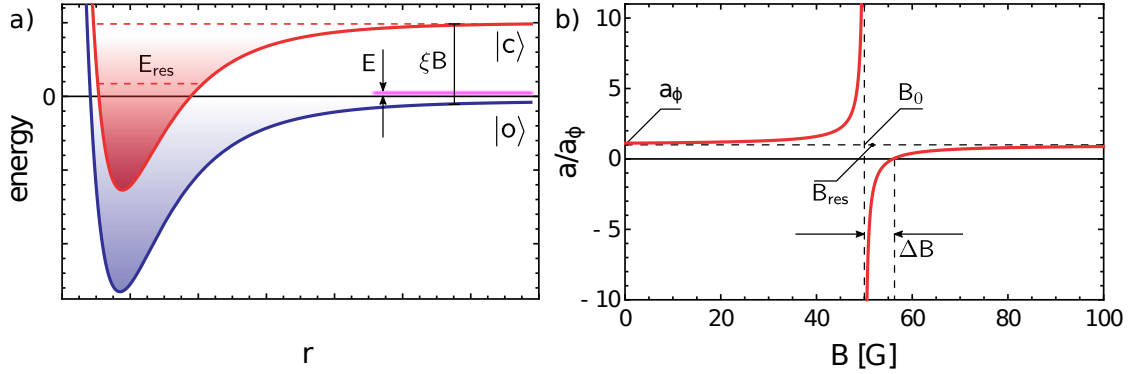 a)
|c⟩
E_res
E
ξB
0
|o⟩
energy
r
b)
10
5
0
- 5
- 10
a/a_ϕ
a_ϕ
B_0
B_res
ΔB
0
20
40
60
80
100
B [G]